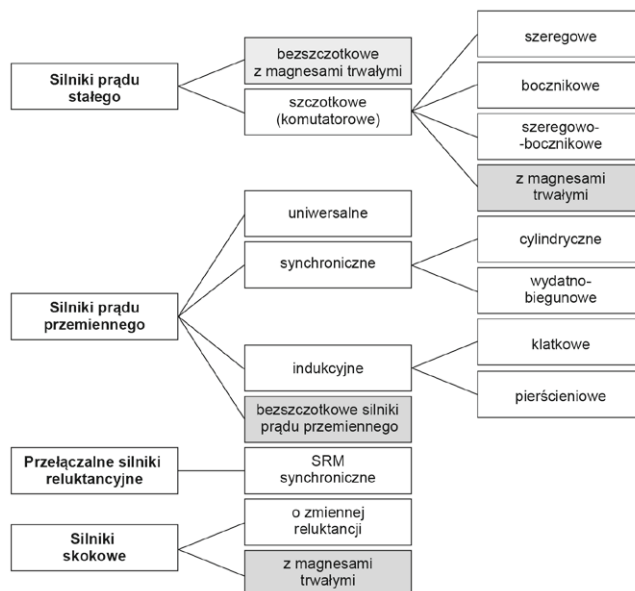 Silniki prądu
stałego
bezszczotkowe
z magnesami trwałymi
szczotkowe
(komutatorowe)
szeregowe
bocznikowe
szeregowo-
-bocznikowe
z magnesami
trwałymi
Silniki prądu
przemiennego
uniwersalne
synchroniczne
cylindryczne
wydatno-
biegunowe
indukcyjne
klatkowe
pierścieniowe
bezszczotkowe silniki
prądu przemiennego
Przełączalne silniki
reluktancyjne
SRM
synchroniczne
Silniki
skokowe
o zmiennej
reluktancji
z magnesami
trwałymi